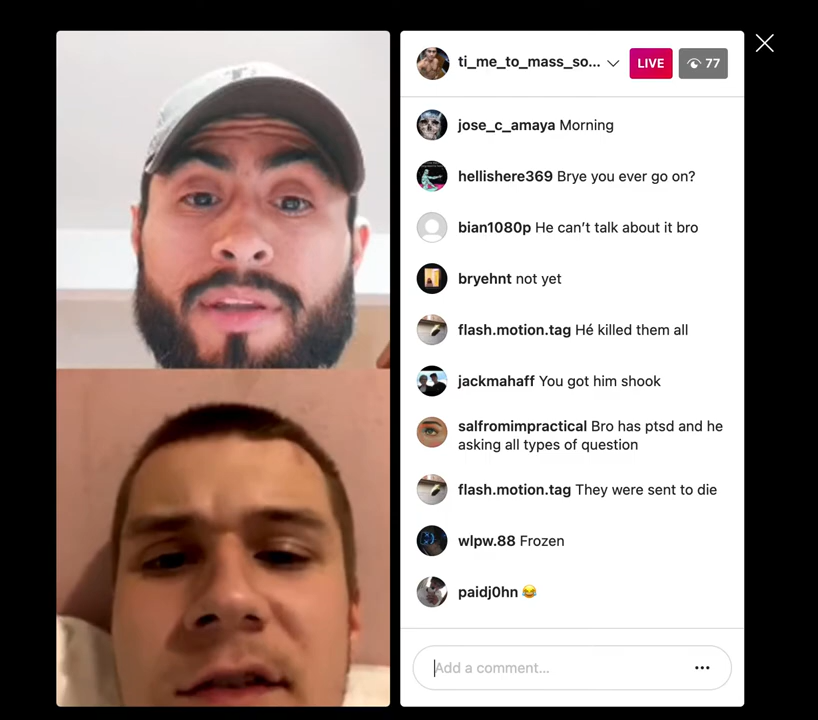 ti_me_to_mass_so...
LIVE
77
jose_c_amaya Morning
hellishere369 Brye you ever go on?
bian1080p He can’t talk about it bro
bryehnt not yet
flash.motion.tag Hé killed them all
jackmahaff You got him shook
salfromimpractical Bro has ptsd and he
asking all types of question
flash.motion.tag They were sent to die
wlpw.88 Frozen
paidj0hn 😂
Add a comment...